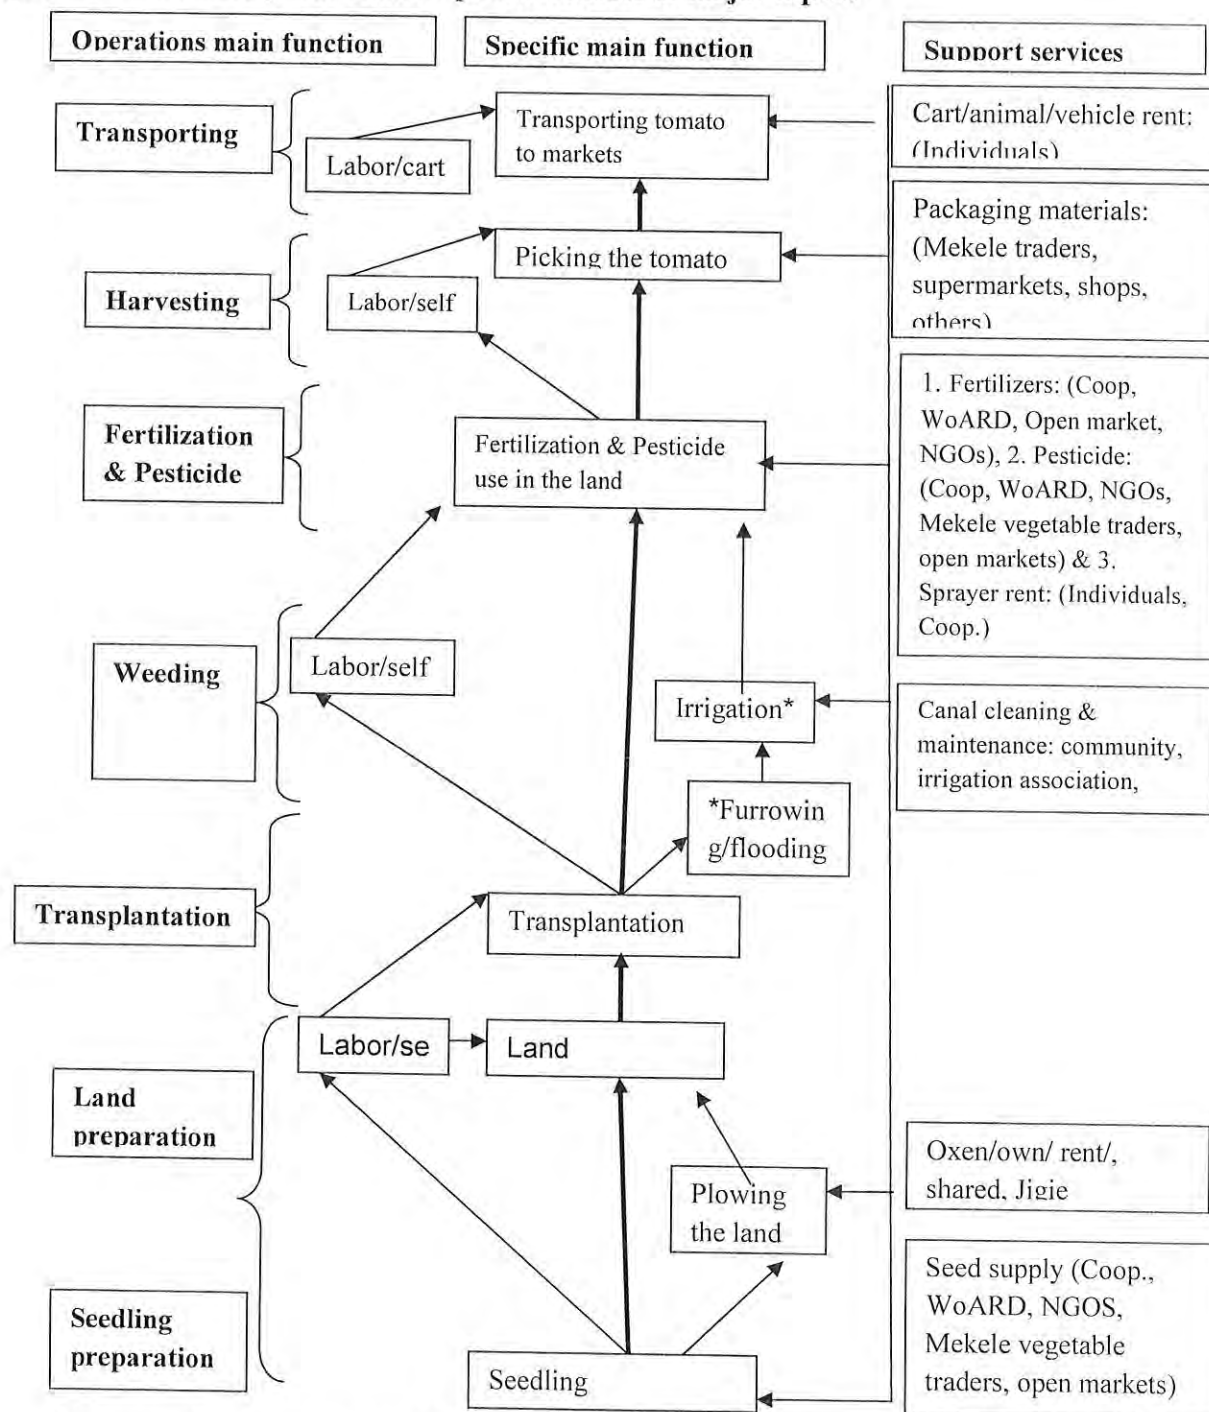 Operations main function
Specific main function
Support services
Transporting
Labor/cart
Transporting tomato
to markets
Cart/animal/vehicle rent:
(Individuals)
Harvesting
Labor/self
Picking the tomato
Packaging materials:
(Mekele traders,
supermarkets, shops,
others)
Fertilization
& Pesticide
Fertilization & Pesticide
use in the land
1. Fertilizers: (Coop,
WoARD, Open market,
NGOs), 2. Pesticide:
(Coop, WoARD, NGOs,
Mekele vegetable traders,
open markets) & 3.
Sprayer rent: (Individuals,
Coop.)
Weeding
Labor/self
Irrigation*
Canal cleaning &
maintenance: community,
irrigation association,
*Furrowin
g/flooding
Transplantation
Transplantation
Labor/se
Land
Land
preparation
Plowing
the land
Oxen/own/ rent/,
shared, Jigie
Seedling
preparation
Seedling
Seed supply (Coop.,
WoARD, NGOS,
Mekele vegetable
traders, open markets)